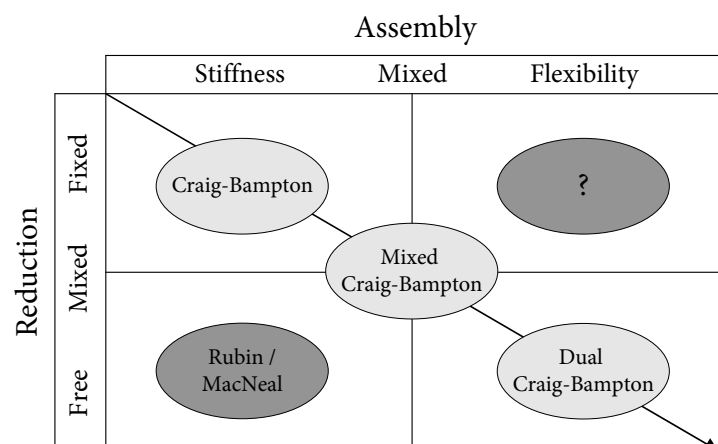 Assembly
Stiffness Mixed Flexibility
Reduction
Fixed
Mixed
Free
Craig-Bampton
?
Mixed
Craig-Bampton
Rubin /
MacNeal
Dual
Craig-Bampton